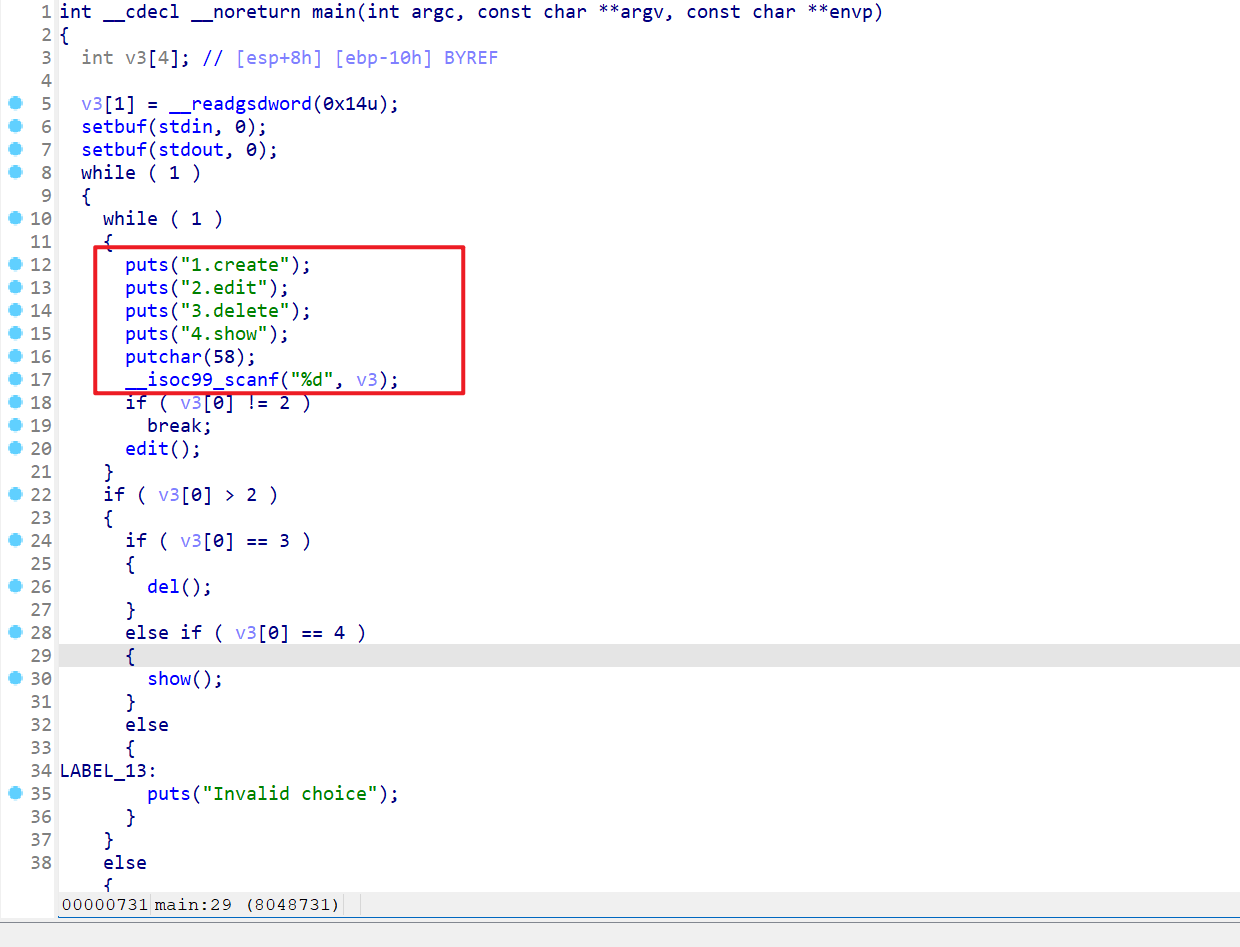 1 int __cdecl __noreturn main(int argc, const char **argv, const char **envp)
2 {
3 int v3[4]; // [esp+8h] [ebp-10h] BYREF
4
5 v3[1] = __readgsdword(0x14u);
6 setbuf(stdin, 0);
7 setbuf(stdout, 0);
8 while ( 1 )
9 {
10 while ( 1 )
11 {
12 puts("1.create");
13 puts("2.edit");
14 puts("3.delete");
15 puts("4.show");
16 putchar(58);
17 __isoc99_scanf("%d", v3);
18 if ( v3[0] != 2 )
19 break;
20 edit();
21 }
22 if ( v3[0] > 2 )
23 {
24 if ( v3[0] == 3 )
25 {
26 del();
27 }
28 else if ( v3[0] == 4 )
29 {
30 show();
31 }
32 else
33 {
34 LABEL_13:
35 puts("Invalid choice");
36 }
37 }
38 else
{
00000731 main:29 (8048731)